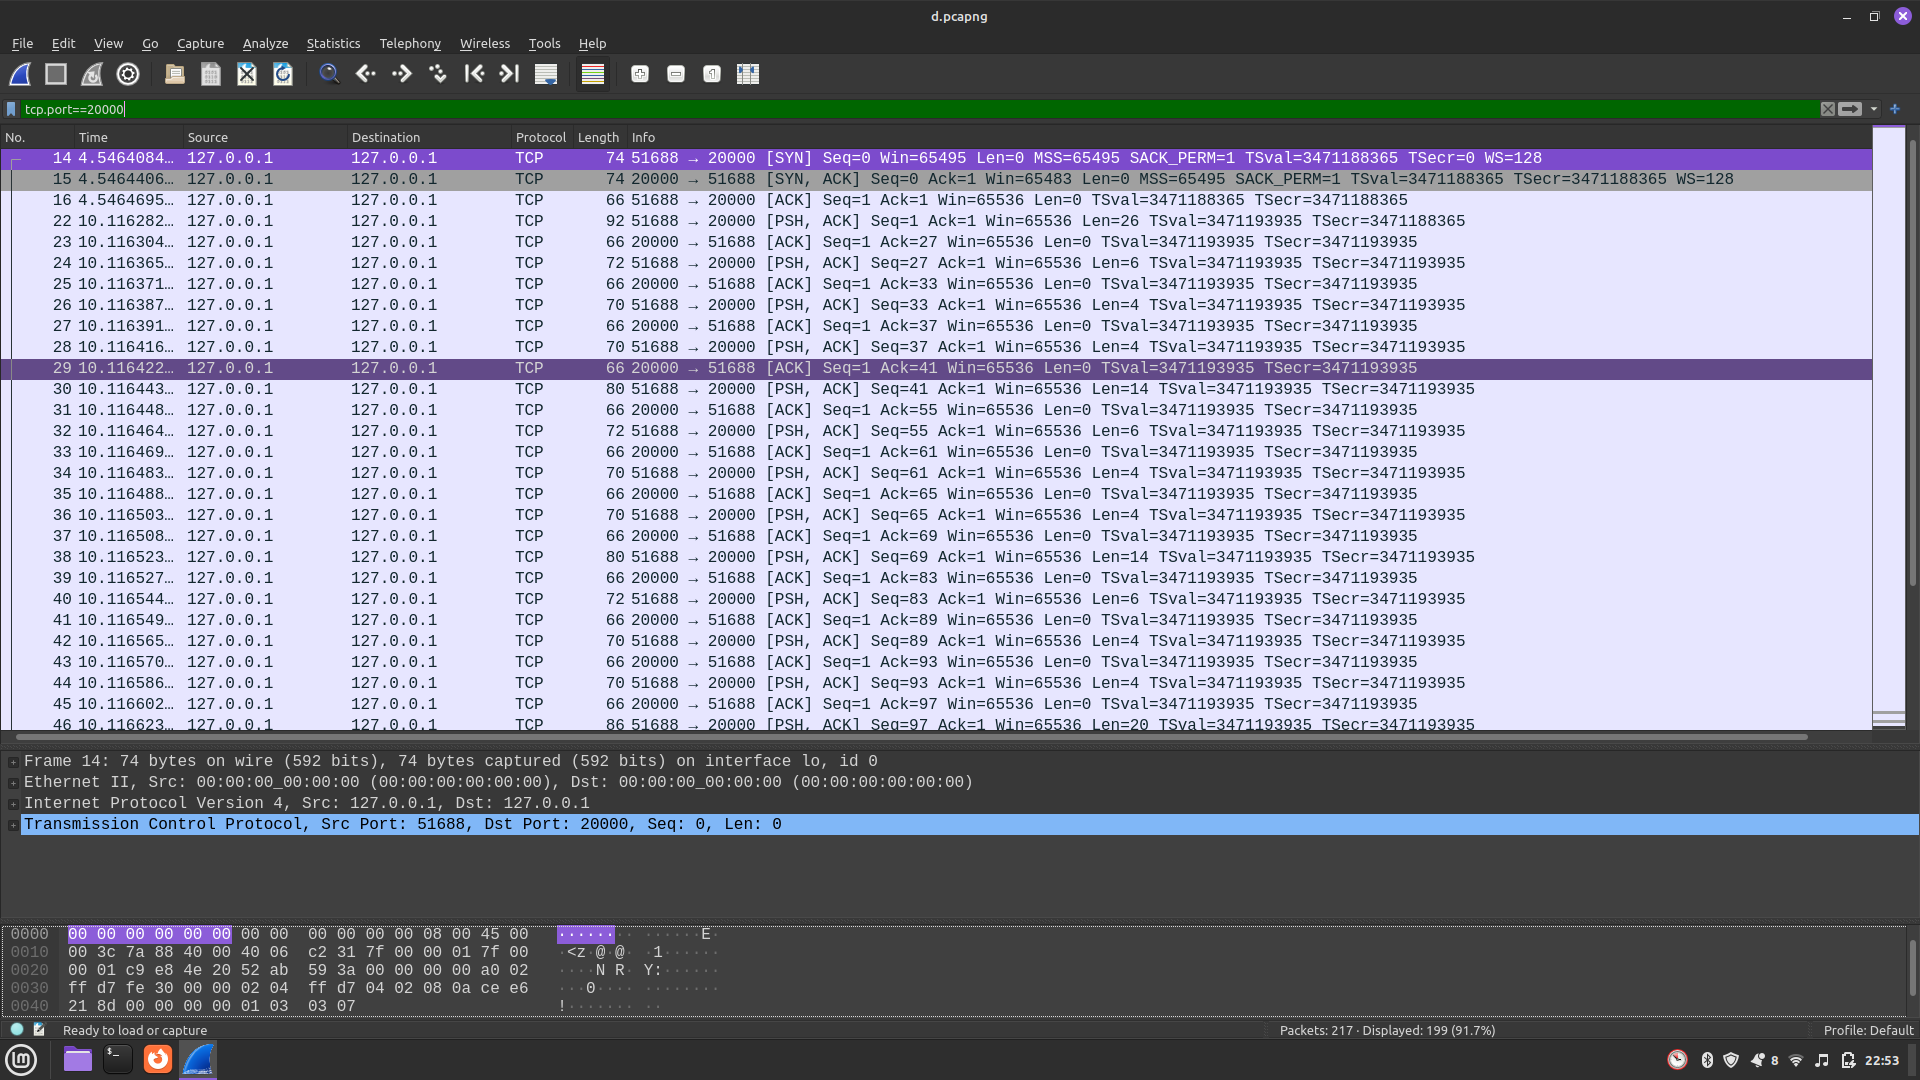 d.pcapng
File Edit View Go Capture Analyze Statistics Telephony Wireless Tools Help
tcp.port==20000
No. Time Source Destination Protocol Length Info
14 4.5464084… 127.0.0.1 127.0.0.1 TCP 74 51688 → 20000 [SYN] Seq=0 Win=65495 Len=0 MSS=65495 SACK_PERM=1 TSval=3471188365 TSecr=0 WS=128
15 4.5464406… 127.0.0.1 127.0.0.1 TCP 74 20000 → 51688 [SYN, ACK] Seq=0 Ack=1 Win=65483 Len=0 MSS=65495 SACK_PERM=1 TSval=3471188365 TSecr=3471188365 WS=128
16 4.5464695… 127.0.0.1 127.0.0.1 TCP 66 51688 → 20000 [ACK] Seq=1 Ack=1 Win=65536 Len=0 TSval=3471188365 TSecr=3471188365
22 10.116282… 127.0.0.1 127.0.0.1 TCP 92 51688 → 20000 [PSH, ACK] Seq=1 Ack=1 Win=65536 Len=26 TSval=3471193935 TSecr=3471188365
23 10.116304… 127.0.0.1 127.0.0.1 TCP 66 20000 → 51688 [ACK] Seq=1 Ack=27 Win=65536 Len=0 TSval=3471193935 TSecr=3471193935
24 10.116365… 127.0.0.1 127.0.0.1 TCP 72 51688 → 20000 [PSH, ACK] Seq=27 Ack=1 Win=65536 Len=6 TSval=3471193935 TSecr=3471193935
25 10.116371… 127.0.0.1 127.0.0.1 TCP 66 20000 → 51688 [ACK] Seq=1 Ack=33 Win=65536 Len=0 TSval=3471193935 TSecr=3471193935
26 10.116387… 127.0.0.1 127.0.0.1 TCP 70 51688 → 20000 [PSH, ACK] Seq=33 Ack=1 Win=65536 Len=4 TSval=3471193935 TSecr=3471193935
27 10.116391… 127.0.0.1 127.0.0.1 TCP 66 20000 → 51688 [ACK] Seq=1 Ack=37 Win=65536 Len=0 TSval=3471193935 TSecr=3471193935
28 10.116416… 127.0.0.1 127.0.0.1 TCP 70 51688 → 20000 [PSH, ACK] Seq=37 Ack=1 Win=65536 Len=4 TSval=3471193935 TSecr=3471193935
29 10.116422… 127.0.0.1 127.0.0.1 TCP 66 20000 → 51688 [ACK] Seq=1 Ack=41 Win=65536 Len=0 TSval=3471193935 TSecr=3471193935
30 10.116443… 127.0.0.1 127.0.0.1 TCP 80 51688 → 20000 [PSH, ACK] Seq=41 Ack=1 Win=65536 Len=14 TSval=3471193935 TSecr=3471193935
31 10.116448… 127.0.0.1 127.0.0.1 TCP 66 20000 → 51688 [ACK] Seq=1 Ack=55 Win=65536 Len=0 TSval=3471193935 TSecr=3471193935
32 10.116464… 127.0.0.1 127.0.0.1 TCP 72 51688 → 20000 [PSH, ACK] Seq=55 Ack=1 Win=65536 Len=6 TSval=3471193935 TSecr=3471193935
33 10.116469… 127.0.0.1 127.0.0.1 TCP 66 20000 → 51688 [ACK] Seq=1 Ack=61 Win=65536 Len=0 TSval=3471193935 TSecr=3471193935
34 10.116483… 127.0.0.1 127.0.0.1 TCP 70 51688 → 20000 [PSH, ACK] Seq=61 Ack=1 Win=65536 Len=4 TSval=3471193935 TSecr=3471193935
35 10.116488… 127.0.0.1 127.0.0.1 TCP 66 20000 → 51688 [ACK] Seq=1 Ack=65 Win=65536 Len=0 TSval=3471193935 TSecr=3471193935
36 10.116503… 127.0.0.1 127.0.0.1 TCP 70 51688 → 20000 [PSH, ACK] Seq=65 Ack=1 Win=65536 Len=4 TSval=3471193935 TSecr=3471193935
37 10.116508… 127.0.0.1 127.0.0.1 TCP 66 20000 → 51688 [ACK] Seq=1 Ack=69 Win=65536 Len=0 TSval=3471193935 TSecr=3471193935
38 10.116523… 127.0.0.1 127.0.0.1 TCP 80 51688 → 20000 [PSH, ACK] Seq=69 Ack=1 Win=65536 Len=14 TSval=3471193935 TSecr=3471193935
39 10.116527… 127.0.0.1 127.0.0.1 TCP 66 20000 → 51688 [ACK] Seq=1 Ack=83 Win=65536 Len=0 TSval=3471193935 TSecr=3471193935
40 10.116544… 127.0.0.1 127.0.0.1 TCP 72 51688 → 20000 [PSH, ACK] Seq=83 Ack=1 Win=65536 Len=6 TSval=3471193935 TSecr=3471193935
41 10.116549… 127.0.0.1 127.0.0.1 TCP 66 20000 → 51688 [ACK] Seq=1 Ack=89 Win=65536 Len=0 TSval=3471193935 TSecr=3471193935
42 10.116565… 127.0.0.1 127.0.0.1 TCP 70 51688 → 20000 [PSH, ACK] Seq=89 Ack=1 Win=65536 Len=4 TSval=3471193935 TSecr=3471193935
43 10.116570… 127.0.0.1 127.0.0.1 TCP 66 20000 → 51688 [ACK] Seq=1 Ack=93 Win=65536 Len=0 TSval=3471193935 TSecr=3471193935
44 10.116586… 127.0.0.1 127.0.0.1 TCP 70 51688 → 20000 [PSH, ACK] Seq=93 Ack=1 Win=65536 Len=4 TSval=3471193935 TSecr=3471193935
45 10.116602… 127.0.0.1 127.0.0.1 TCP 66 20000 → 51688 [ACK] Seq=1 Ack=97 Win=65536 Len=0 TSval=3471193935 TSecr=3471193935
46 10.116623… 127.0.0.1 127.0.0.1 TCP 86 51688 → 20000 [PSH, ACK] Seq=97 Ack=1 Win=65536 Len=20 TSval=3471193935 TSecr=3471193935
Frame 14: 74 bytes on wire (592 bits), 74 bytes captured (592 bits) on interface lo, id 0
Ethernet II, Src: 00:00:00_00:00:00 (00:00:00:00:00:00), Dst: 00:00:00_00:00:00 (00:00:00:00:00:00)
Internet Protocol Version 4, Src: 127.0.0.1, Dst: 127.0.0.1
Transmission Control Protocol, Src Port: 51688, Dst Port: 20000, Seq: 0, Len: 0
0000 00 00 00 00 00 00 00 00 00 00 00 00 08 00 45 00 ········ ······E·
0010 00 3c 7a 88 40 00 40 06 c2 31 7f 00 00 01 7f 00 ·<z·@·@· ·1······
0020 00 01 c9 e8 4e 20 52 ab 59 3a 00 00 00 00 a0 02 ····N R· Y:······
0030 ff d7 fe 30 00 00 02 04 ff d7 04 02 08 0a ce e6 ···0···· ········
0040 21 8d 00 00 00 00 01 03 03 07 !······· ··
Ready to load or capture Packets: 217 · Displayed: 199 (91.7%) Profile: Default
8 22:53